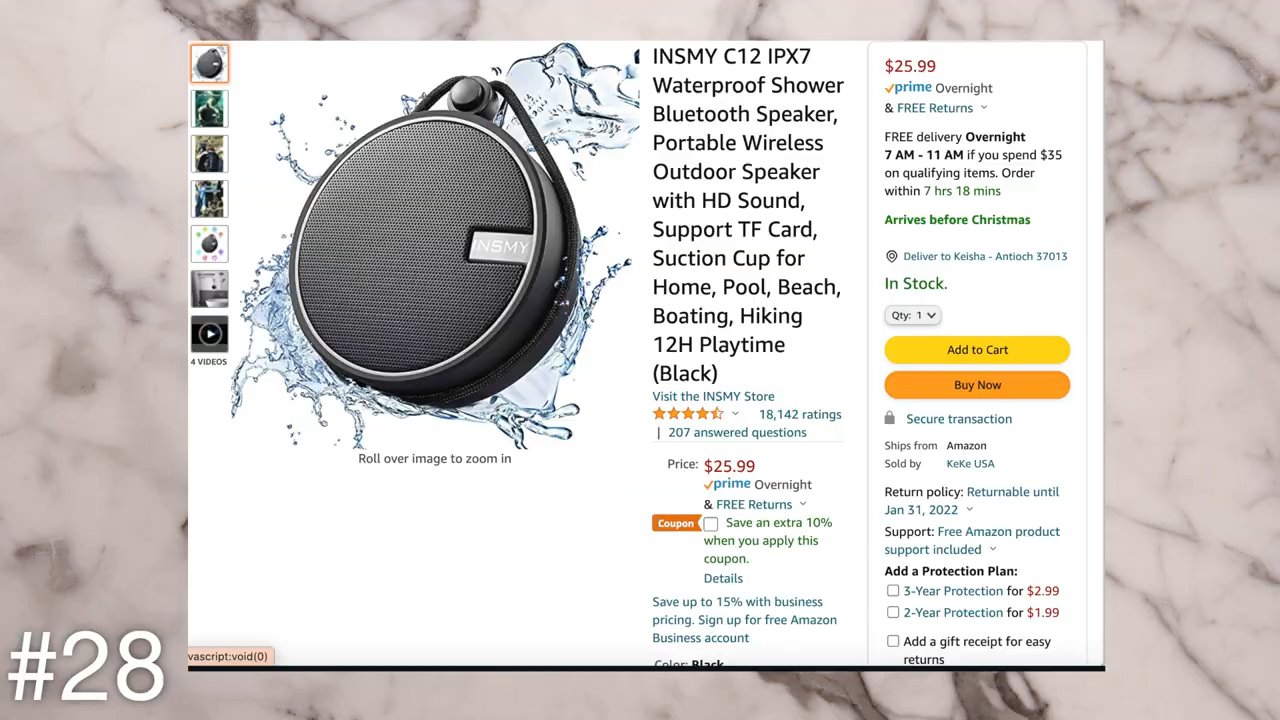 INSMY
4 VIDEOS
Roll over image to zoom in
INSMY C12 IPX7
Waterproof Shower
Bluetooth Speaker,
Portable Wireless
Outdoor Speaker
with HD Sound,
Support TF Card,
Suction Cup for
Home, Pool, Beach,
Boating, Hiking
12H Playtime
(Black)
Visit the INSMY Store
18,142 ratings
| 207 answered questions
Price: $25.99
prime Overnight
& FREE Returns
Coupon Save an extra 10%
when you apply this
coupon.
Details
Save up to 15% with business
pricing. Sign up for free Amazon
Business account
Color: Black
$25.99
prime Overnight
& FREE Returns
FREE delivery Overnight
7 AM - 11 AM if you spend $35
on qualifying items. Order
within 7 hrs 18 mins
Arrives before Christmas
Deliver to Keisha - Antioch 37013
In Stock.
Qty: 1
Add to Cart
Buy Now
Secure transaction
Ships from Amazon
Sold by KeKe USA
Return policy: Returnable until
Jan 31, 2022
Support: Free Amazon product
support included
Add a Protection Plan:
3-Year Protection for $2.99
2-Year Protection for $1.99
Add a gift receipt for easy
returns
vascript:void(0)
#28